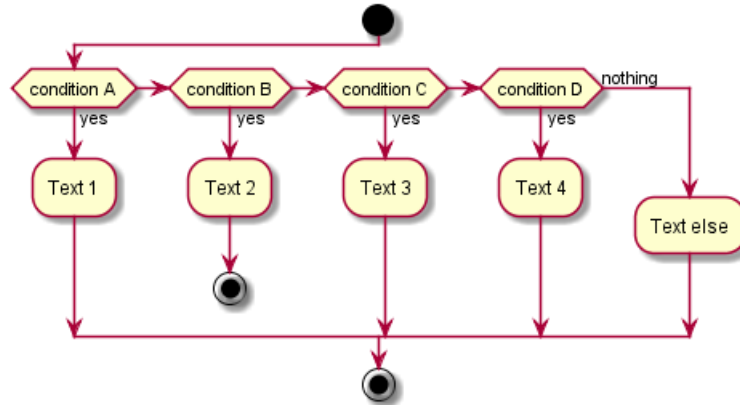 condition A
condition B
condition C
condition D
nothing
yes
yes
yes
yes
Text 1
Text 2
Text 3
Text 4
Text else